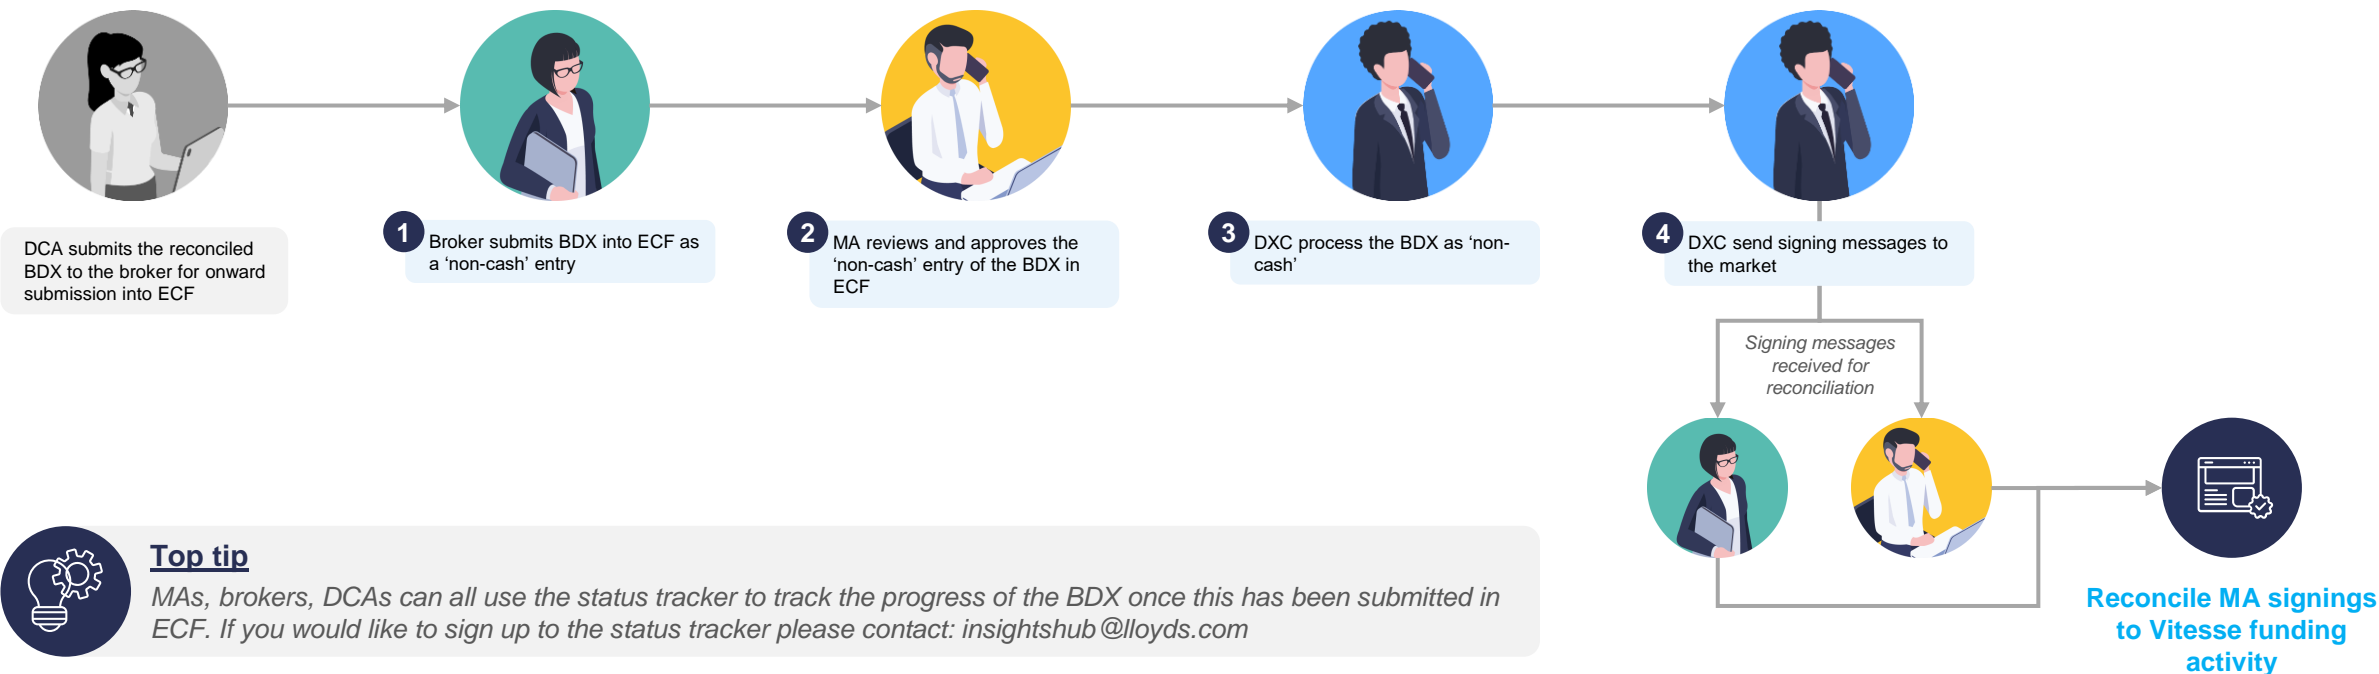 DCA submits the reconciled
BDX to the broker for onward
submission into ECF
1
Broker submits BDX into ECF as
a ‘non-cash’ entry
2
MA reviews and approves the
‘non-cash’ entry of the BDX in
ECF
3
DXC process the BDX as ‘non-
cash’
4
DXC send signing messages to
the market
Signing messages
received for
reconciliation
Top tip
MAs, brokers, DCAs can all use the status tracker to track the progress of the BDX once this has been submitted in
ECF. If you would like to sign up to the status tracker please contact: insightshub@lloyds.com
Reconcile MA signings
to Vitesse funding
activity